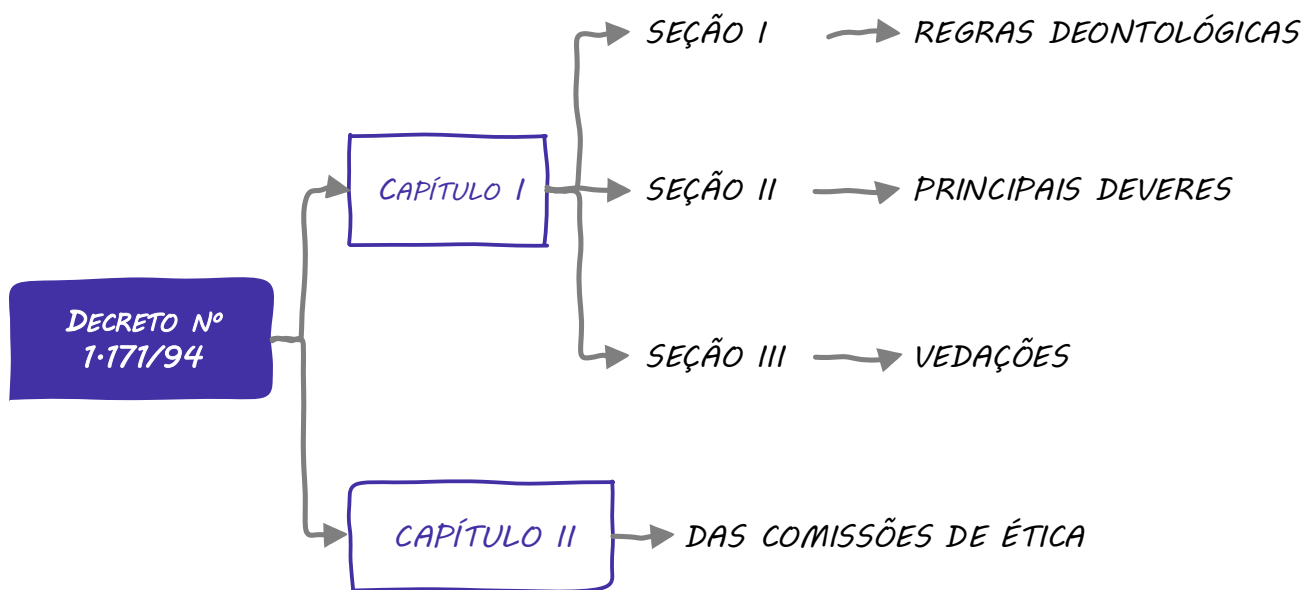 SEÇÃO I
REGRAS DEONTOLÓGICAS
CAPÍTULO I
SEÇÃO II
PRINCIPAIS DEVERES
DECRETO Nº
1.171/94
SEÇÃO III
VEDAÇÕES
CAPÍTULO II
DAS COMISSÕES DE ÉTICA